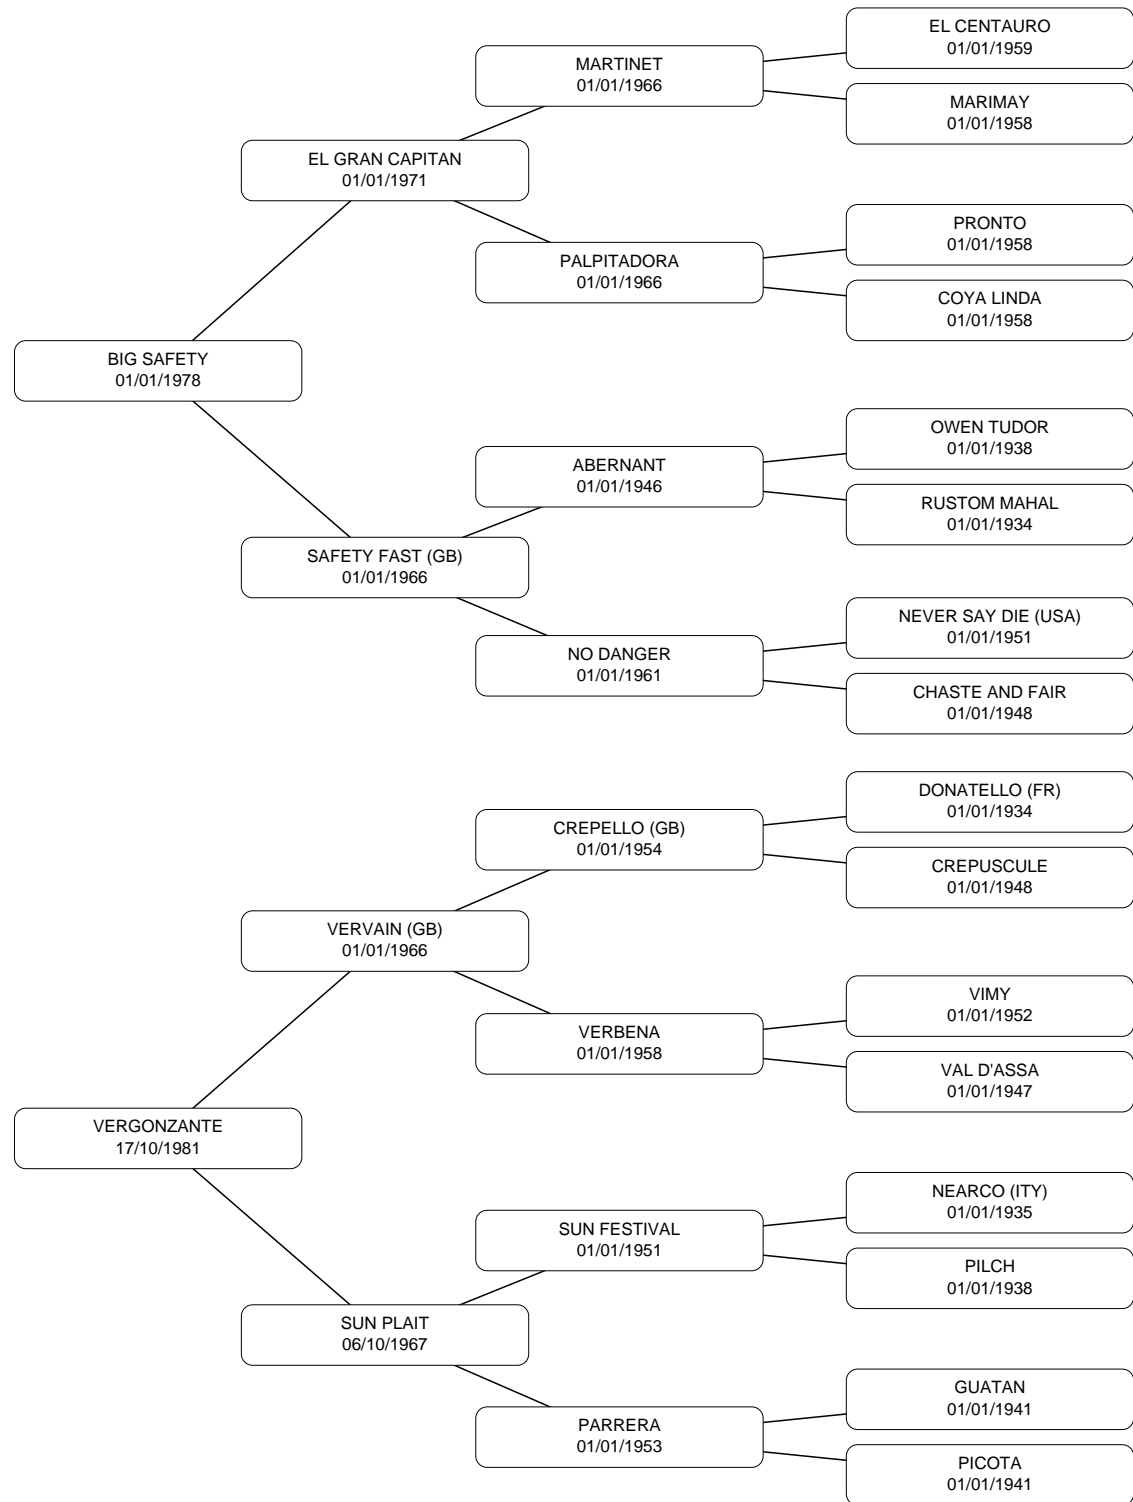 EL CENTAURO
01/01/1959
MARTINET
01/01/1966
MARIMAY
01/01/1958
EL GRAN CAPITAN
01/01/1971
PRONTO
01/01/1958
PALPITADORA
01/01/1966
COYA LINDA
01/01/1958
BIG SAFETY
01/01/1978
OWEN TUDOR
01/01/1938
ABERNANT
01/01/1946
RUSTOM MAHAL
01/01/1934
SAFETY FAST (GB)
01/01/1966
NEVER SAY DIE (USA)
01/01/1951
NO DANGER
01/01/1961
CHASTE AND FAIR
01/01/1948
DONATELLO (FR)
01/01/1934
CREPELLO (GB)
01/01/1954
CREPUSCULE
01/01/1948
VERVAIN (GB)
01/01/1966
VIMY
01/01/1952
VERBENA
01/01/1958
VAL D'ASSA
01/01/1947
VERGONZANTE
17/10/1981
NEARCO (ITY)
01/01/1935
SUN FESTIVAL
01/01/1951
PILCH
01/01/1938
SUN PLAIT
06/10/1967
GUATAN
01/01/1941
PARRERA
01/01/1953
PICOTA
01/01/1941